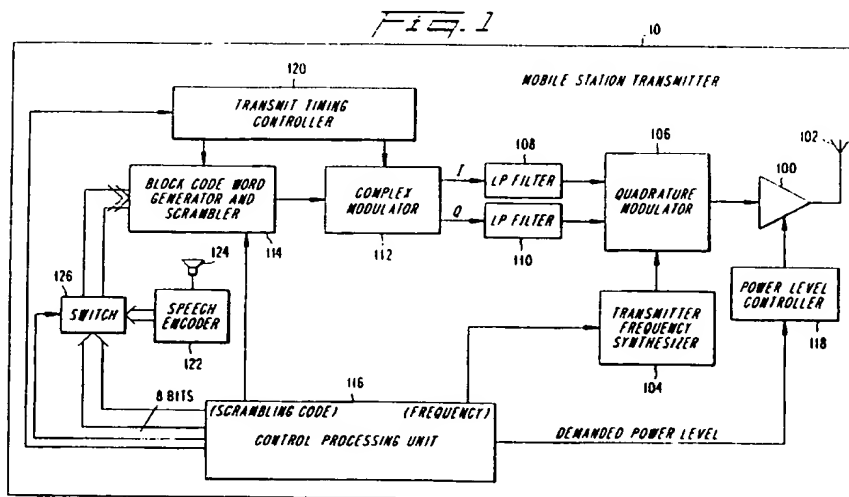 Fig. 1
10
MOBILE STATION TRANSMITTER
120
TRANSMIT TIMING
CONTROLLER
102
108
106
100
I
LP FILTER
BLOCK CODE WORD
GENERATOR AND
SCRAMBLER
COMPLEX
MODULATOR
QUADRATURE
MODULATOR
Q
LP FILTER
114
112
110
124
126
SWITCH
SPEECH
ENCODER
122
TRANSMITTER
FREQUENCY
SYNTHESIZER
104
POWER LEVEL
CONTROLLER
118
8 BITS
116
(SCRAMBLING CODE)
(FREQUENCY)
CONTROL PROCESSING UNIT
DEMANDED POWER LEVEL